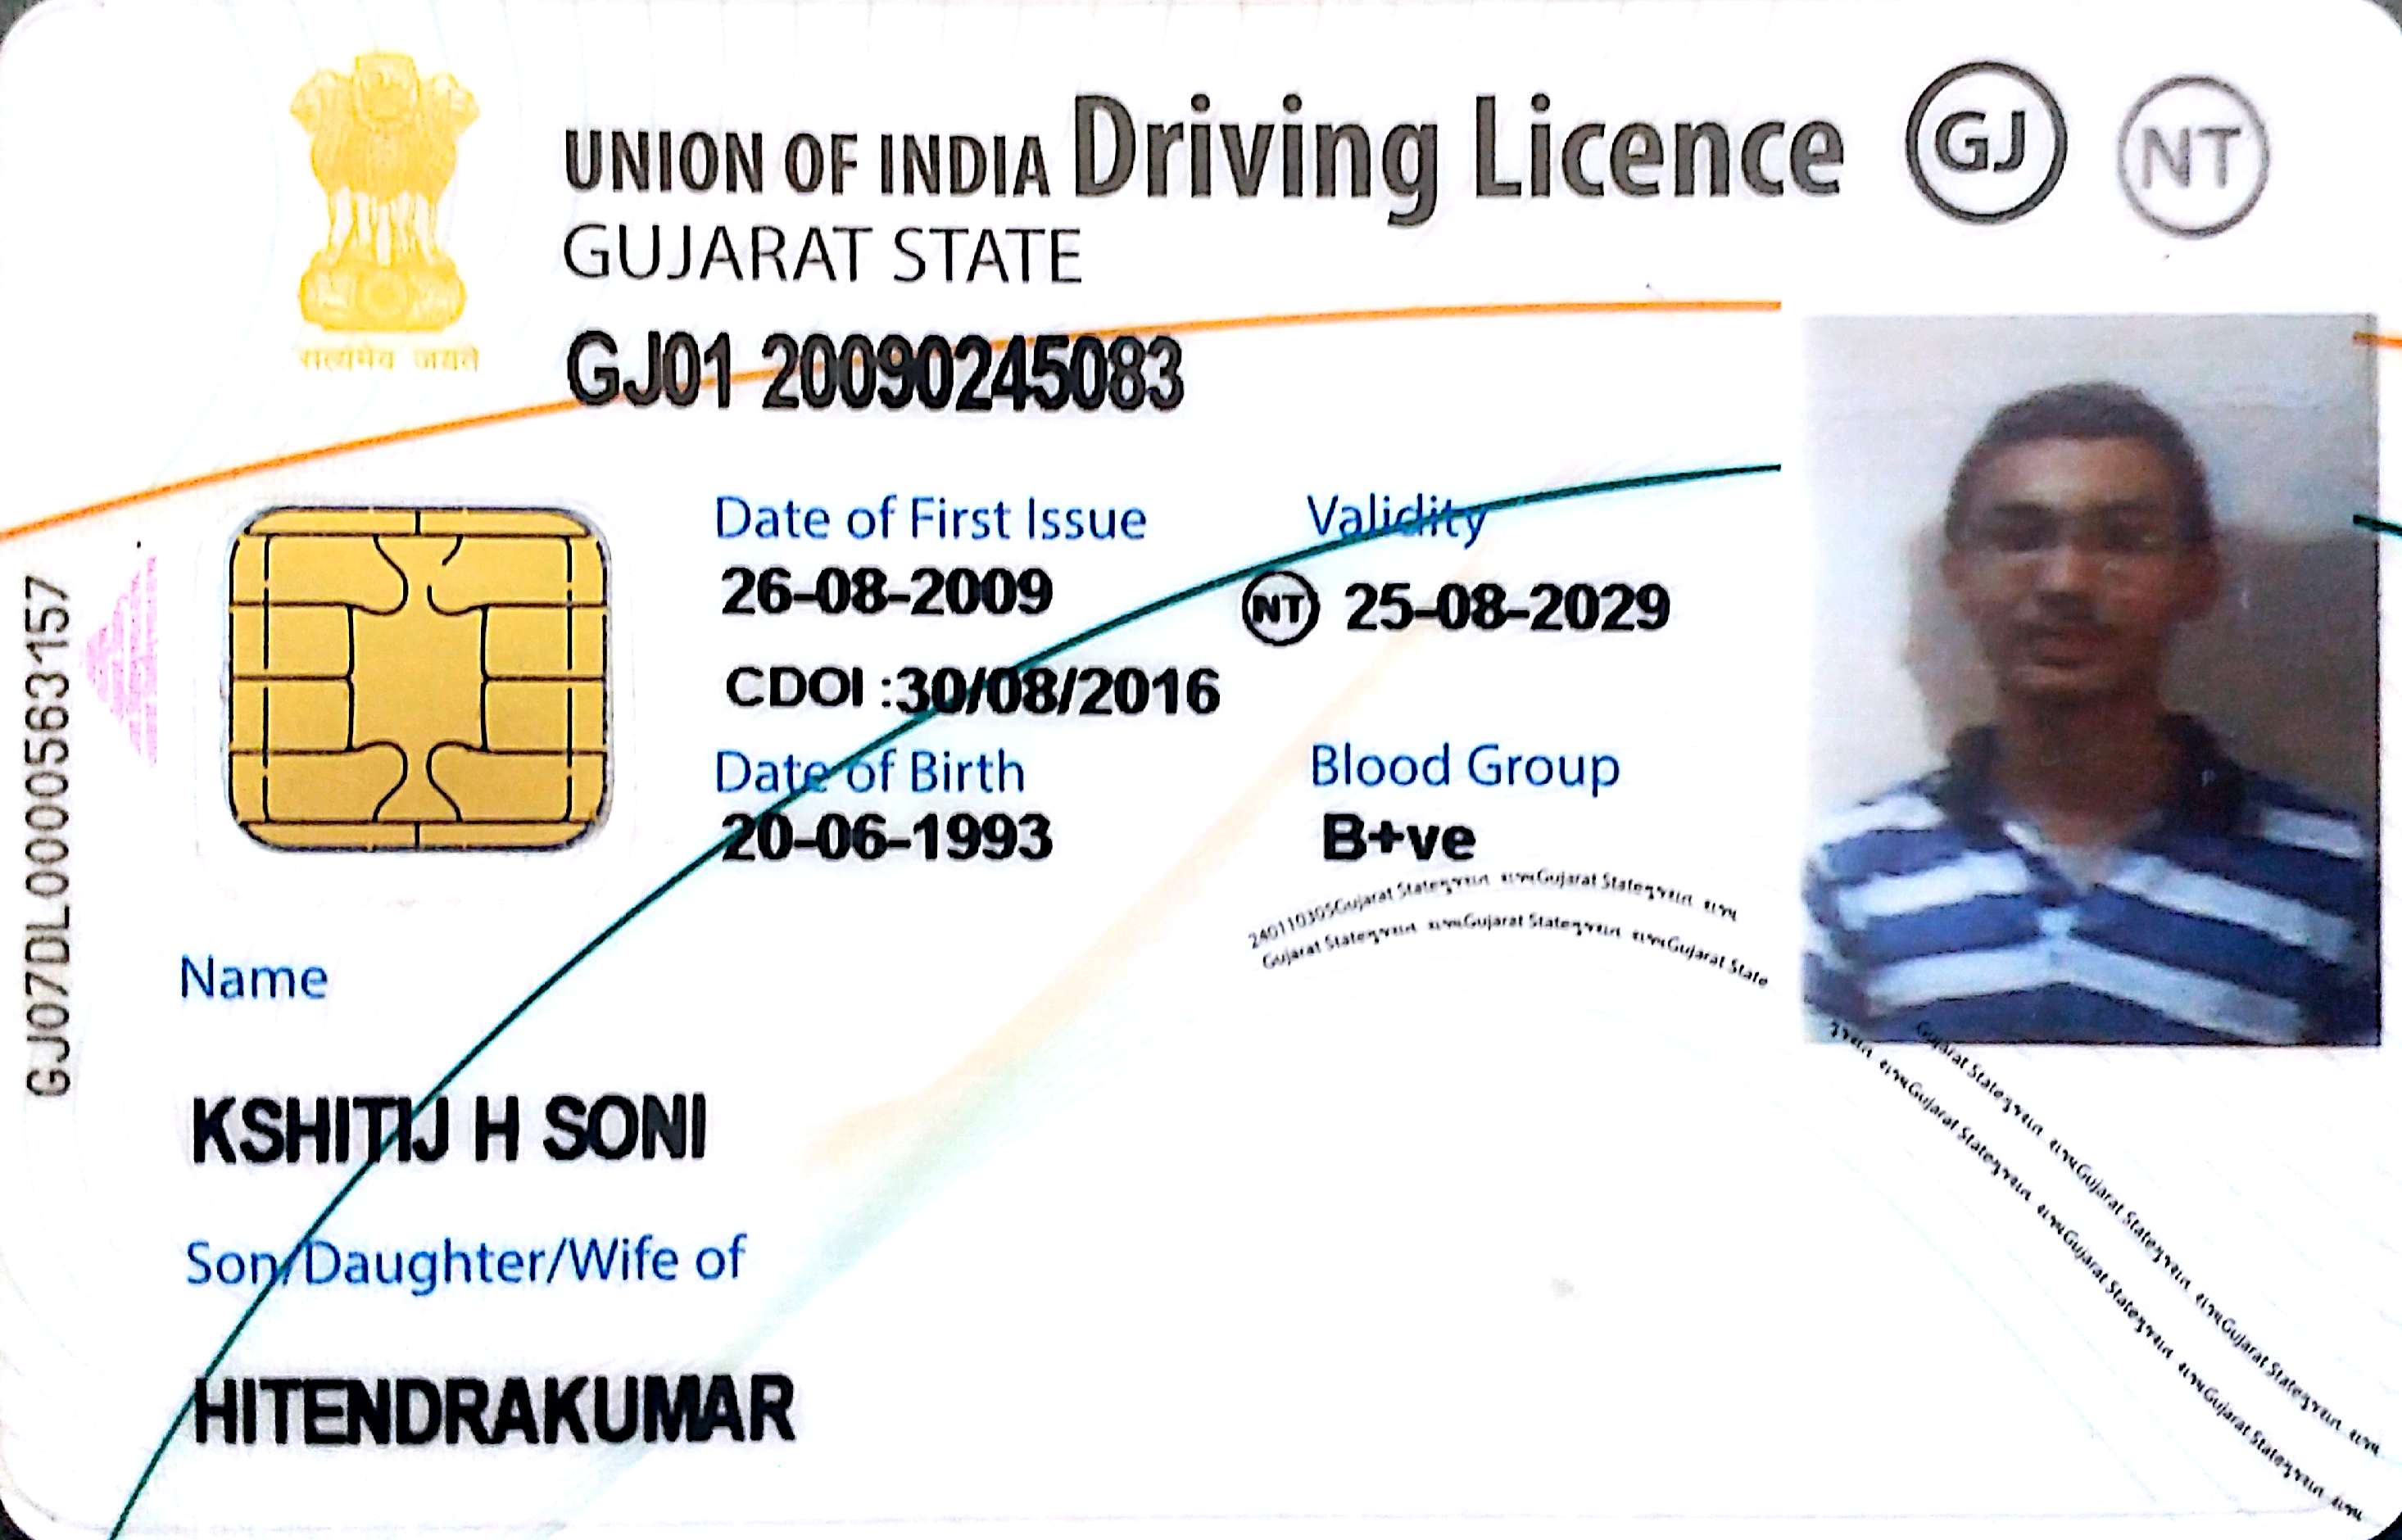 UNION OF INDIA Driving Licence GJ NT
GUJARAT STATE
सत्यमेव जयते
GJ01 20090245083
Date of First Issue
26-08-2009
Validity
NT 25-08-2029
CDOI :30/08/2016
Date of Birth
20-06-1993
Blood Group
B+ve
240110305Gujarat Stateગુજરાત રાજ્યGujarat Stateગુજરાત રાજ્ય
Gujarat Stateગુજરાત રાજ્યGujarat Stateગુજરાત રાજ્યGujarat State
GJ07DL0000563157
Name
KSHITIJ H SONI
Son/Daughter/Wife of
HITENDRAKUMAR
Gujarat Stateગુજરાત રાજ્યGujarat Stateગુજરાત રાજ્યGujarat Stateગુજરાત રાજ્ય
ગુજરાત રાજ્યGujarat Stateગુજરાત રાજ્યGujarat Stateગુજરાત રાજ્યGujarat Stateગુજરાત રાજ્ય